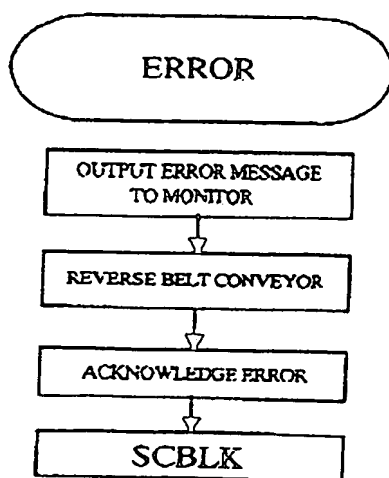 ERROR
OUTPUT ERROR MESSAGE
TO MONITOR
REVERSE BELT CONVEYOR
ACKNOWLEDGE ERROR
SCBLK